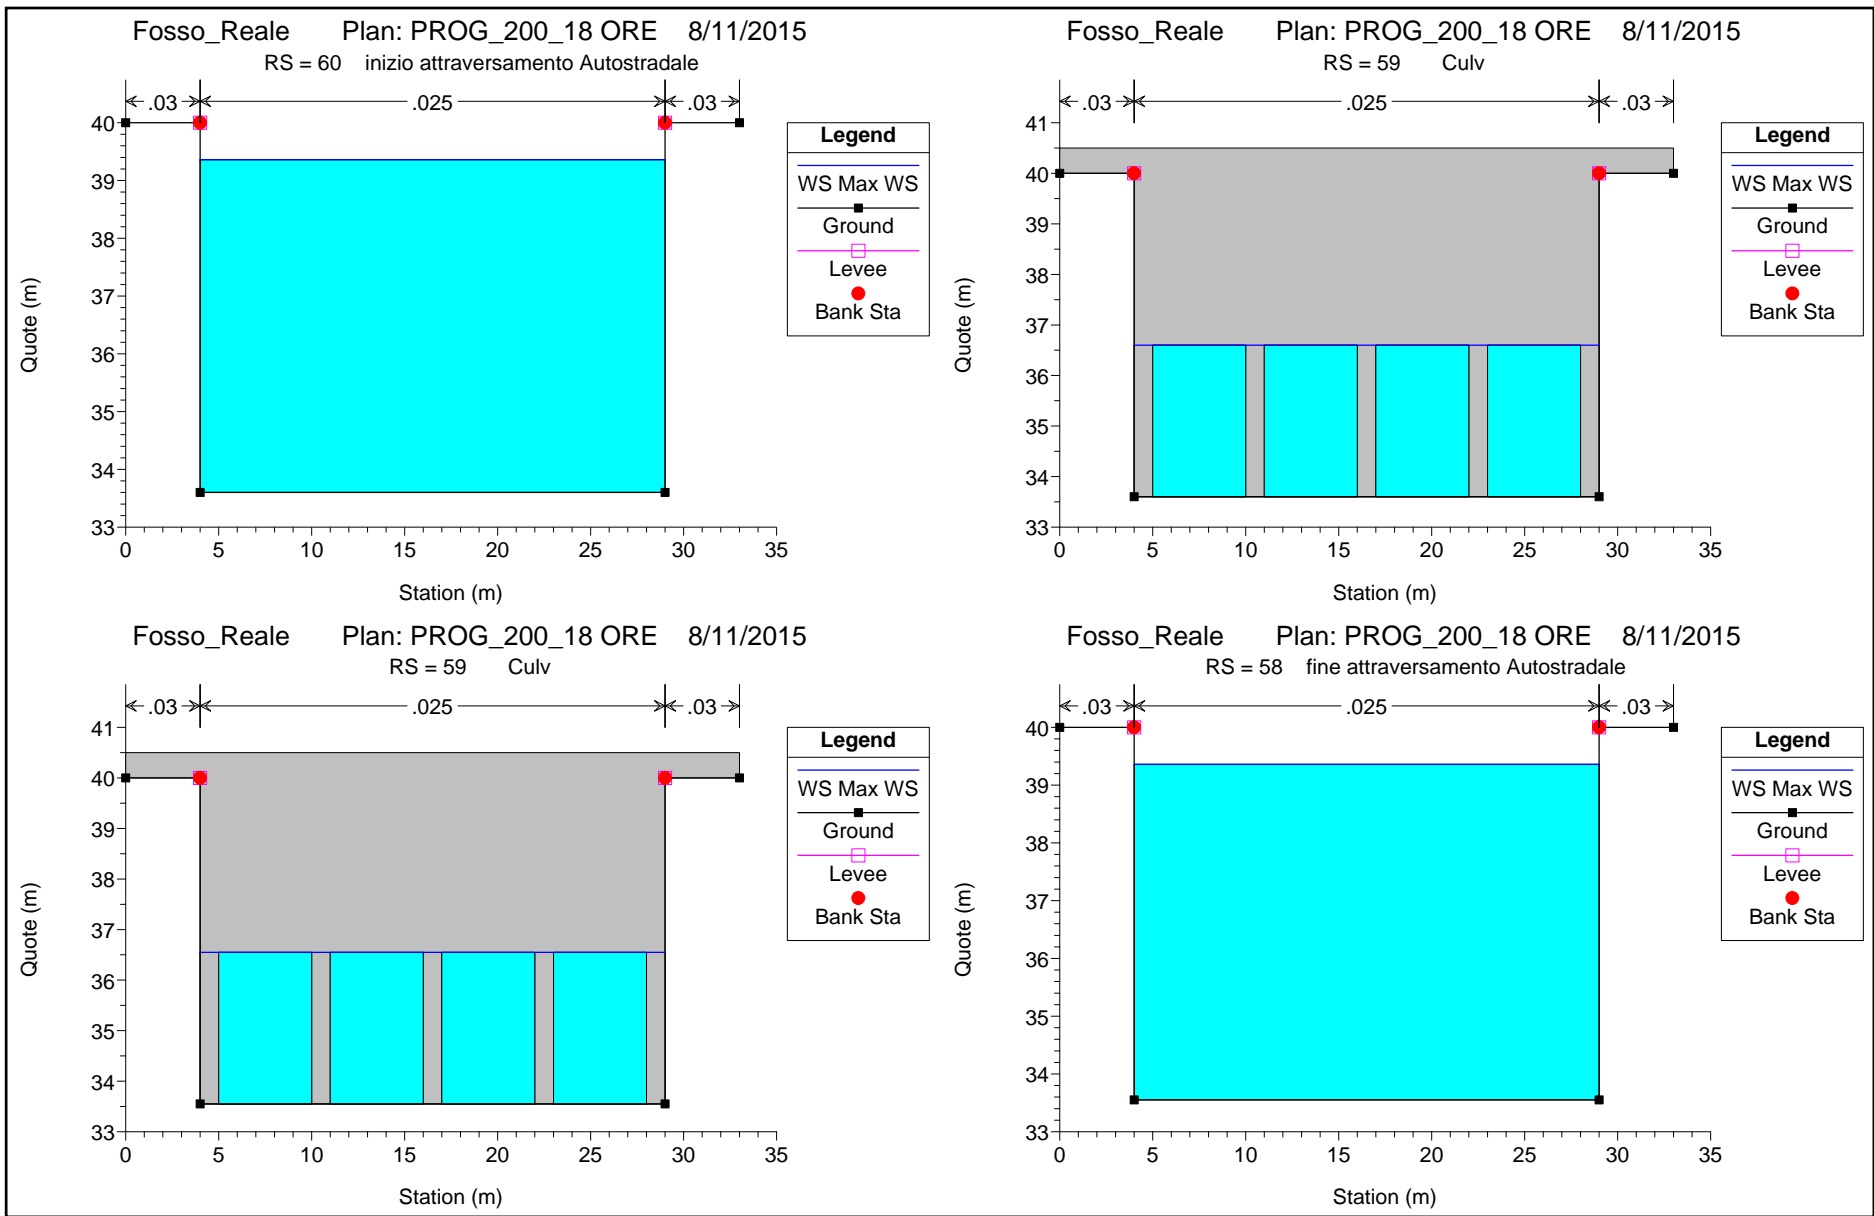 Fosso_Reale Plan: PROG_200_18 ORE 8/11/2015
RS = 60 inizio attraversamento Autostradale
.03 .025 .03
40
39
38
37
36
35
34
33
0 5 10 15 20 25 30 35
Quote (m)
Station (m)
Legend
WS Max WS
Ground
Levee
Bank Sta
Fosso_Reale Plan: PROG_200_18 ORE 8/11/2015
RS = 59 Culv
.03 .025 .03
41
40
39
38
37
36
35
34
33
0 5 10 15 20 25 30 35
Quote (m)
Station (m)
Legend
WS Max WS
Ground
Levee
Bank Sta
Fosso_Reale Plan: PROG_200_18 ORE 8/11/2015
RS = 59 Culv
.03 .025 .03
41
40
39
38
37
36
35
34
33
0 5 10 15 20 25 30 35
Quote (m)
Station (m)
Legend
WS Max WS
Ground
Levee
Bank Sta
Fosso_Reale Plan: PROG_200_18 ORE 8/11/2015
RS = 58 fine attraversamento Autostradale
.03 .025 .03
40
39
38
37
36
35
34
33
0 5 10 15 20 25 30 35
Quote (m)
Station (m)
Legend
WS Max WS
Ground
Levee
Bank Sta